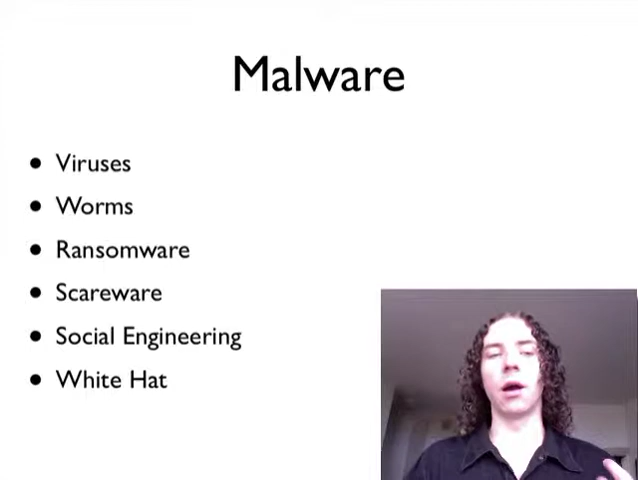 Malware
• Viruses
• Worms
• Ransomware
• Scareware
• Social Engineering
• White Hat